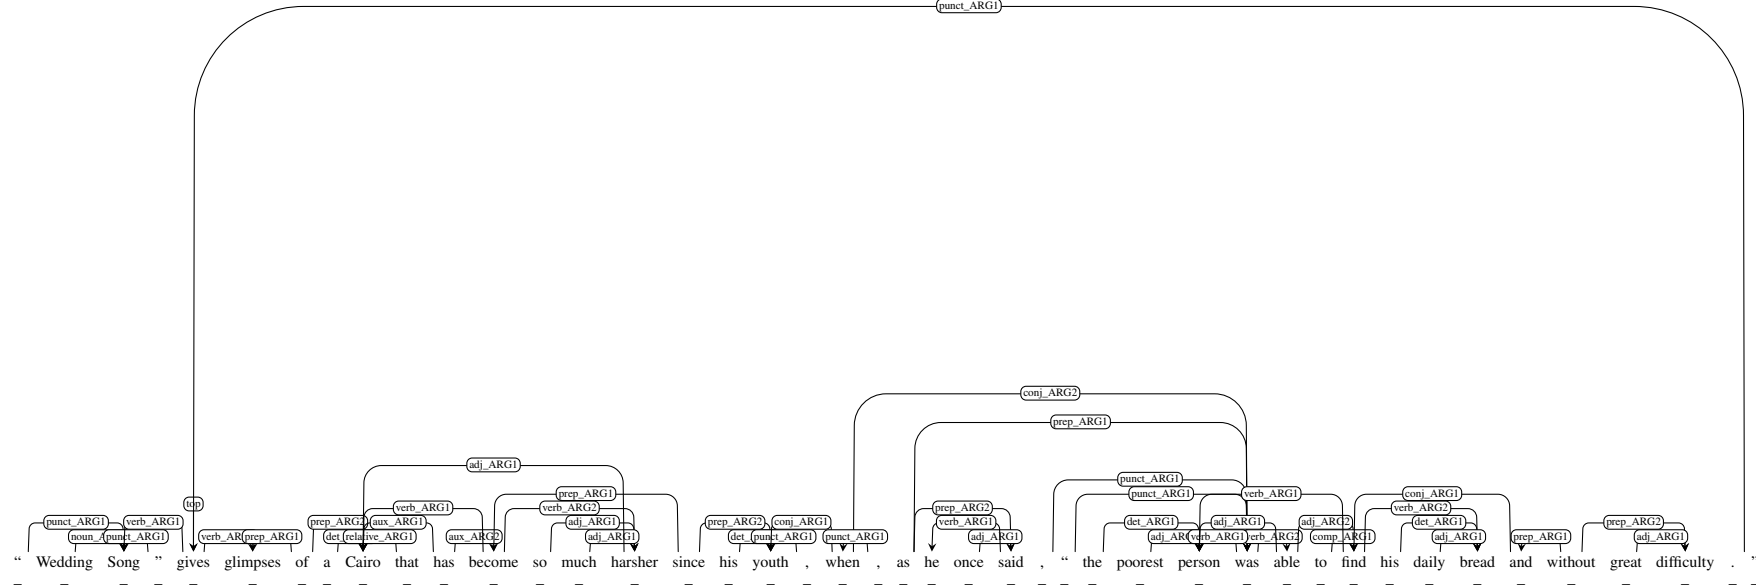 punct_ARG1
conj_ARG2
prep_ARG1
adj_ARG1
punct_ARG1
prep_ARG1 punct_ARG1 verb_ARG1 conj_ARG1
top verb_ARG1 verb_ARG2 prep_ARG2 verb_ARG2
punct_ARG1 verb_ARG1 prep_ARG2 aux_ARG1 adj_ARG1 prep_ARG2 conj_ARG1 verb_ARG1 det_ARG1 adj_ARG1 adj_ARG2 det_ARG1 prep_ARG2
punct_ARG1 prep_ARG1 relative_ARG1 aux_ARG2 adj_ARG1 punct_ARG1 punct_ARG1 adj_ARG1 verb_ARG1 comp_ARG1 adj_ARG1 prep_ARG1 adj_ARG1
“ Wedding Song ” gives glimpses of a Cairo that has become so much harsher since his youth , when , as he once said , “ the poorest person was able to find his daily bread and without great difficulty . ”